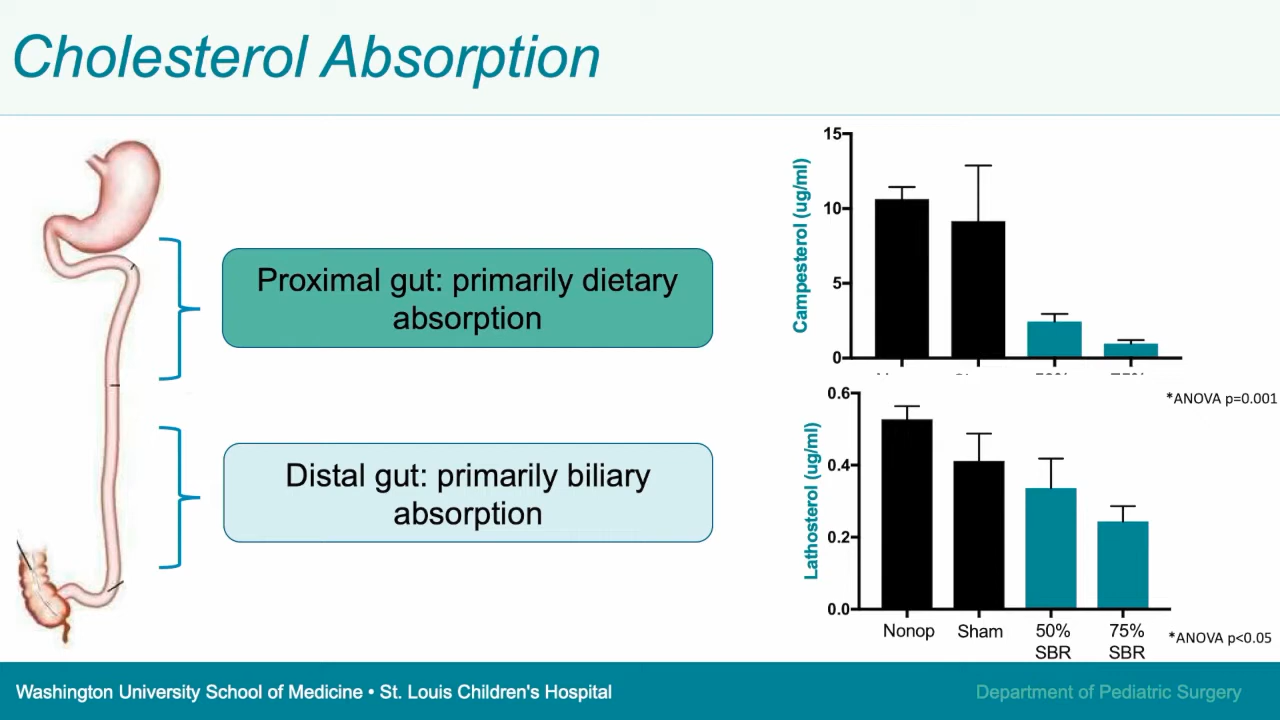 Cholesterol Absorption
Proximal gut: primarily dietary
absorption
Distal gut: primarily biliary
absorption
Campesterol (ug/ml)
15
10
5
0
*ANOVA p=0.001
Lathosterol (ug/ml)
0.6
0.4
0.2
0.0
Nonop
Sham
50%
SBR
75%
SBR
*ANOVA p<0.05
Washington University School of Medicine • St. Louis Children's Hospital
Department of Pediatric Surgery